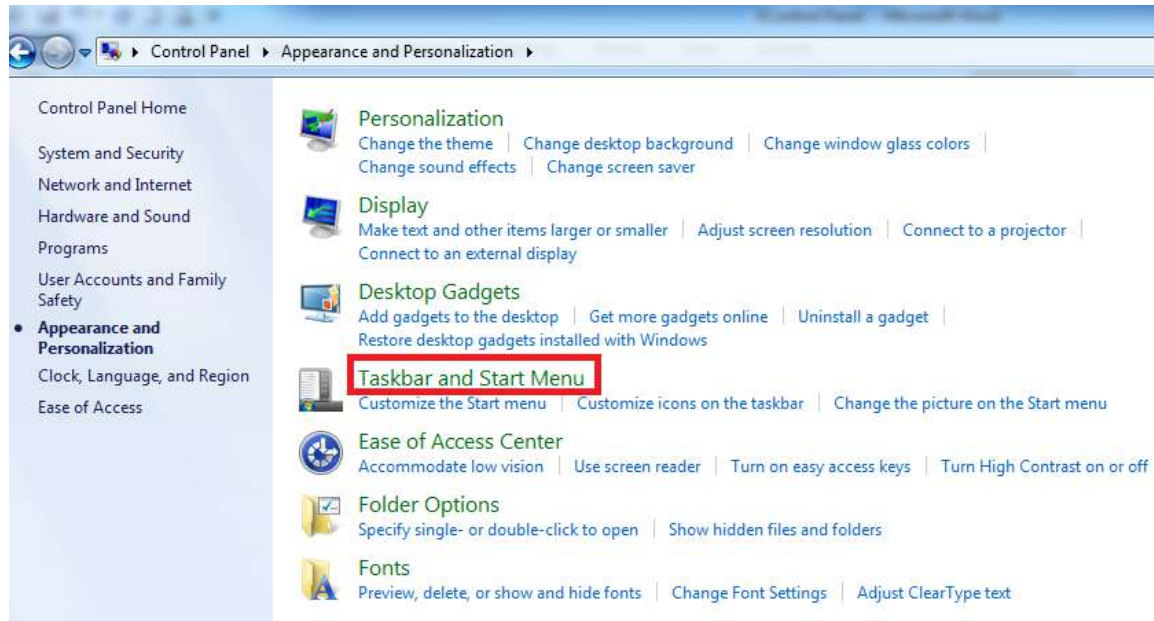 Control Panel Appearance and Personalization
Control Panel Home
System and Security
Network and Internet
Hardware and Sound
Programs
User Accounts and Family
Safety
Appearance and
Personalization
Clock, Language, and Region
Ease of Access
Personalization
Change the theme Change desktop background Change window glass colors
Change sound effects Change screen saver
Display
Make text and other items larger or smaller Adjust screen resolution Connect to a projector
Connect to an external display
Desktop Gadgets
Add gadgets to the desktop Get more gadgets online Uninstall a gadget
Restore desktop gadgets installed with Windows
Taskbar and Start Menu
Customize the Start menu Customize icons on the taskbar Change the picture on the Start menu
Ease of Access Center
Accommodate low vision Use screen reader Turn on easy access keys Turn High Contrast on or off
Folder Options
Specify single- or double-click to open Show hidden files and folders
Fonts
Preview, delete, or show and hide fonts Change Font Settings Adjust ClearType text